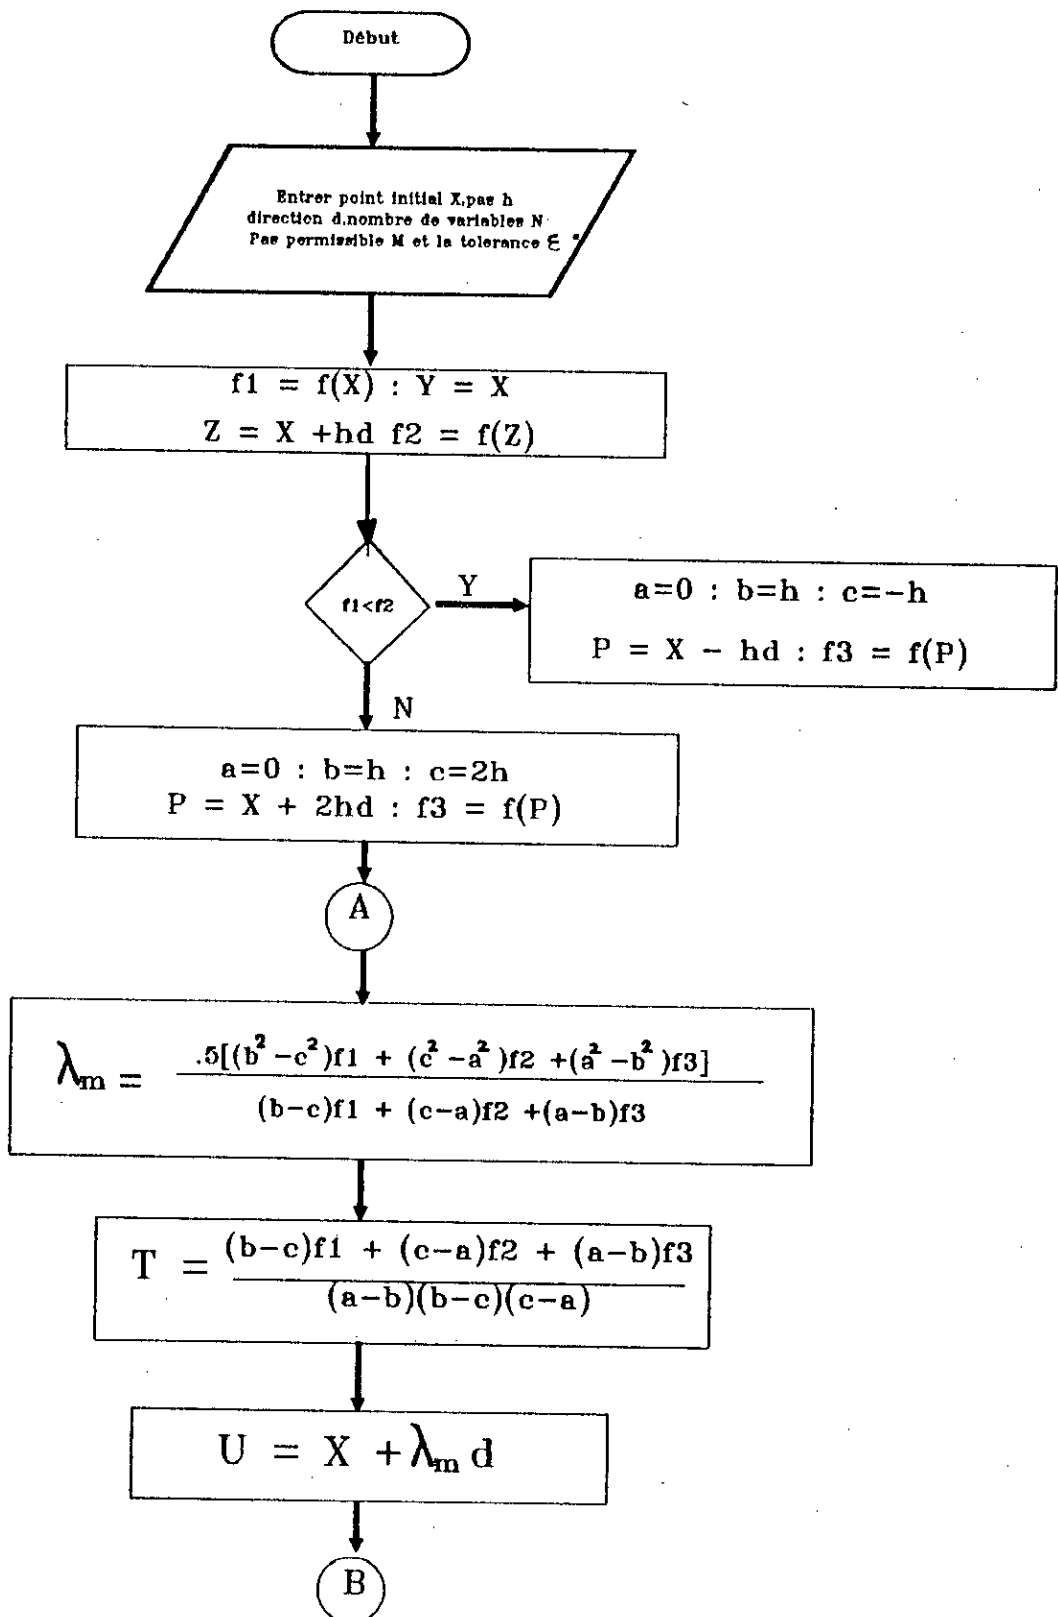 Début
Entrer point initial X,pas h
direction d,nombre de variables N
Pas permissible M et la tolerance ε
f1 = f(X) : Y = X
Z = X +hd f2 = f(Z)
f1<f2
Y
a=0 : b=h : c=-h
P = X - hd : f3 = f(P)
N
a=0 : b=h : c=2h
P = X + 2hd : f3 = f(P)
A
λm = .5[(b²-c²)f1 + (c²-a²)f2 +(a²-b²)f3]
(b-c)f1 + (c-a)f2 +(a-b)f3
T = (b-c)f1 + (c-a)f2 + (a-b)f3
(a-b)(b-c)(c-a)
U = X +λm d
B